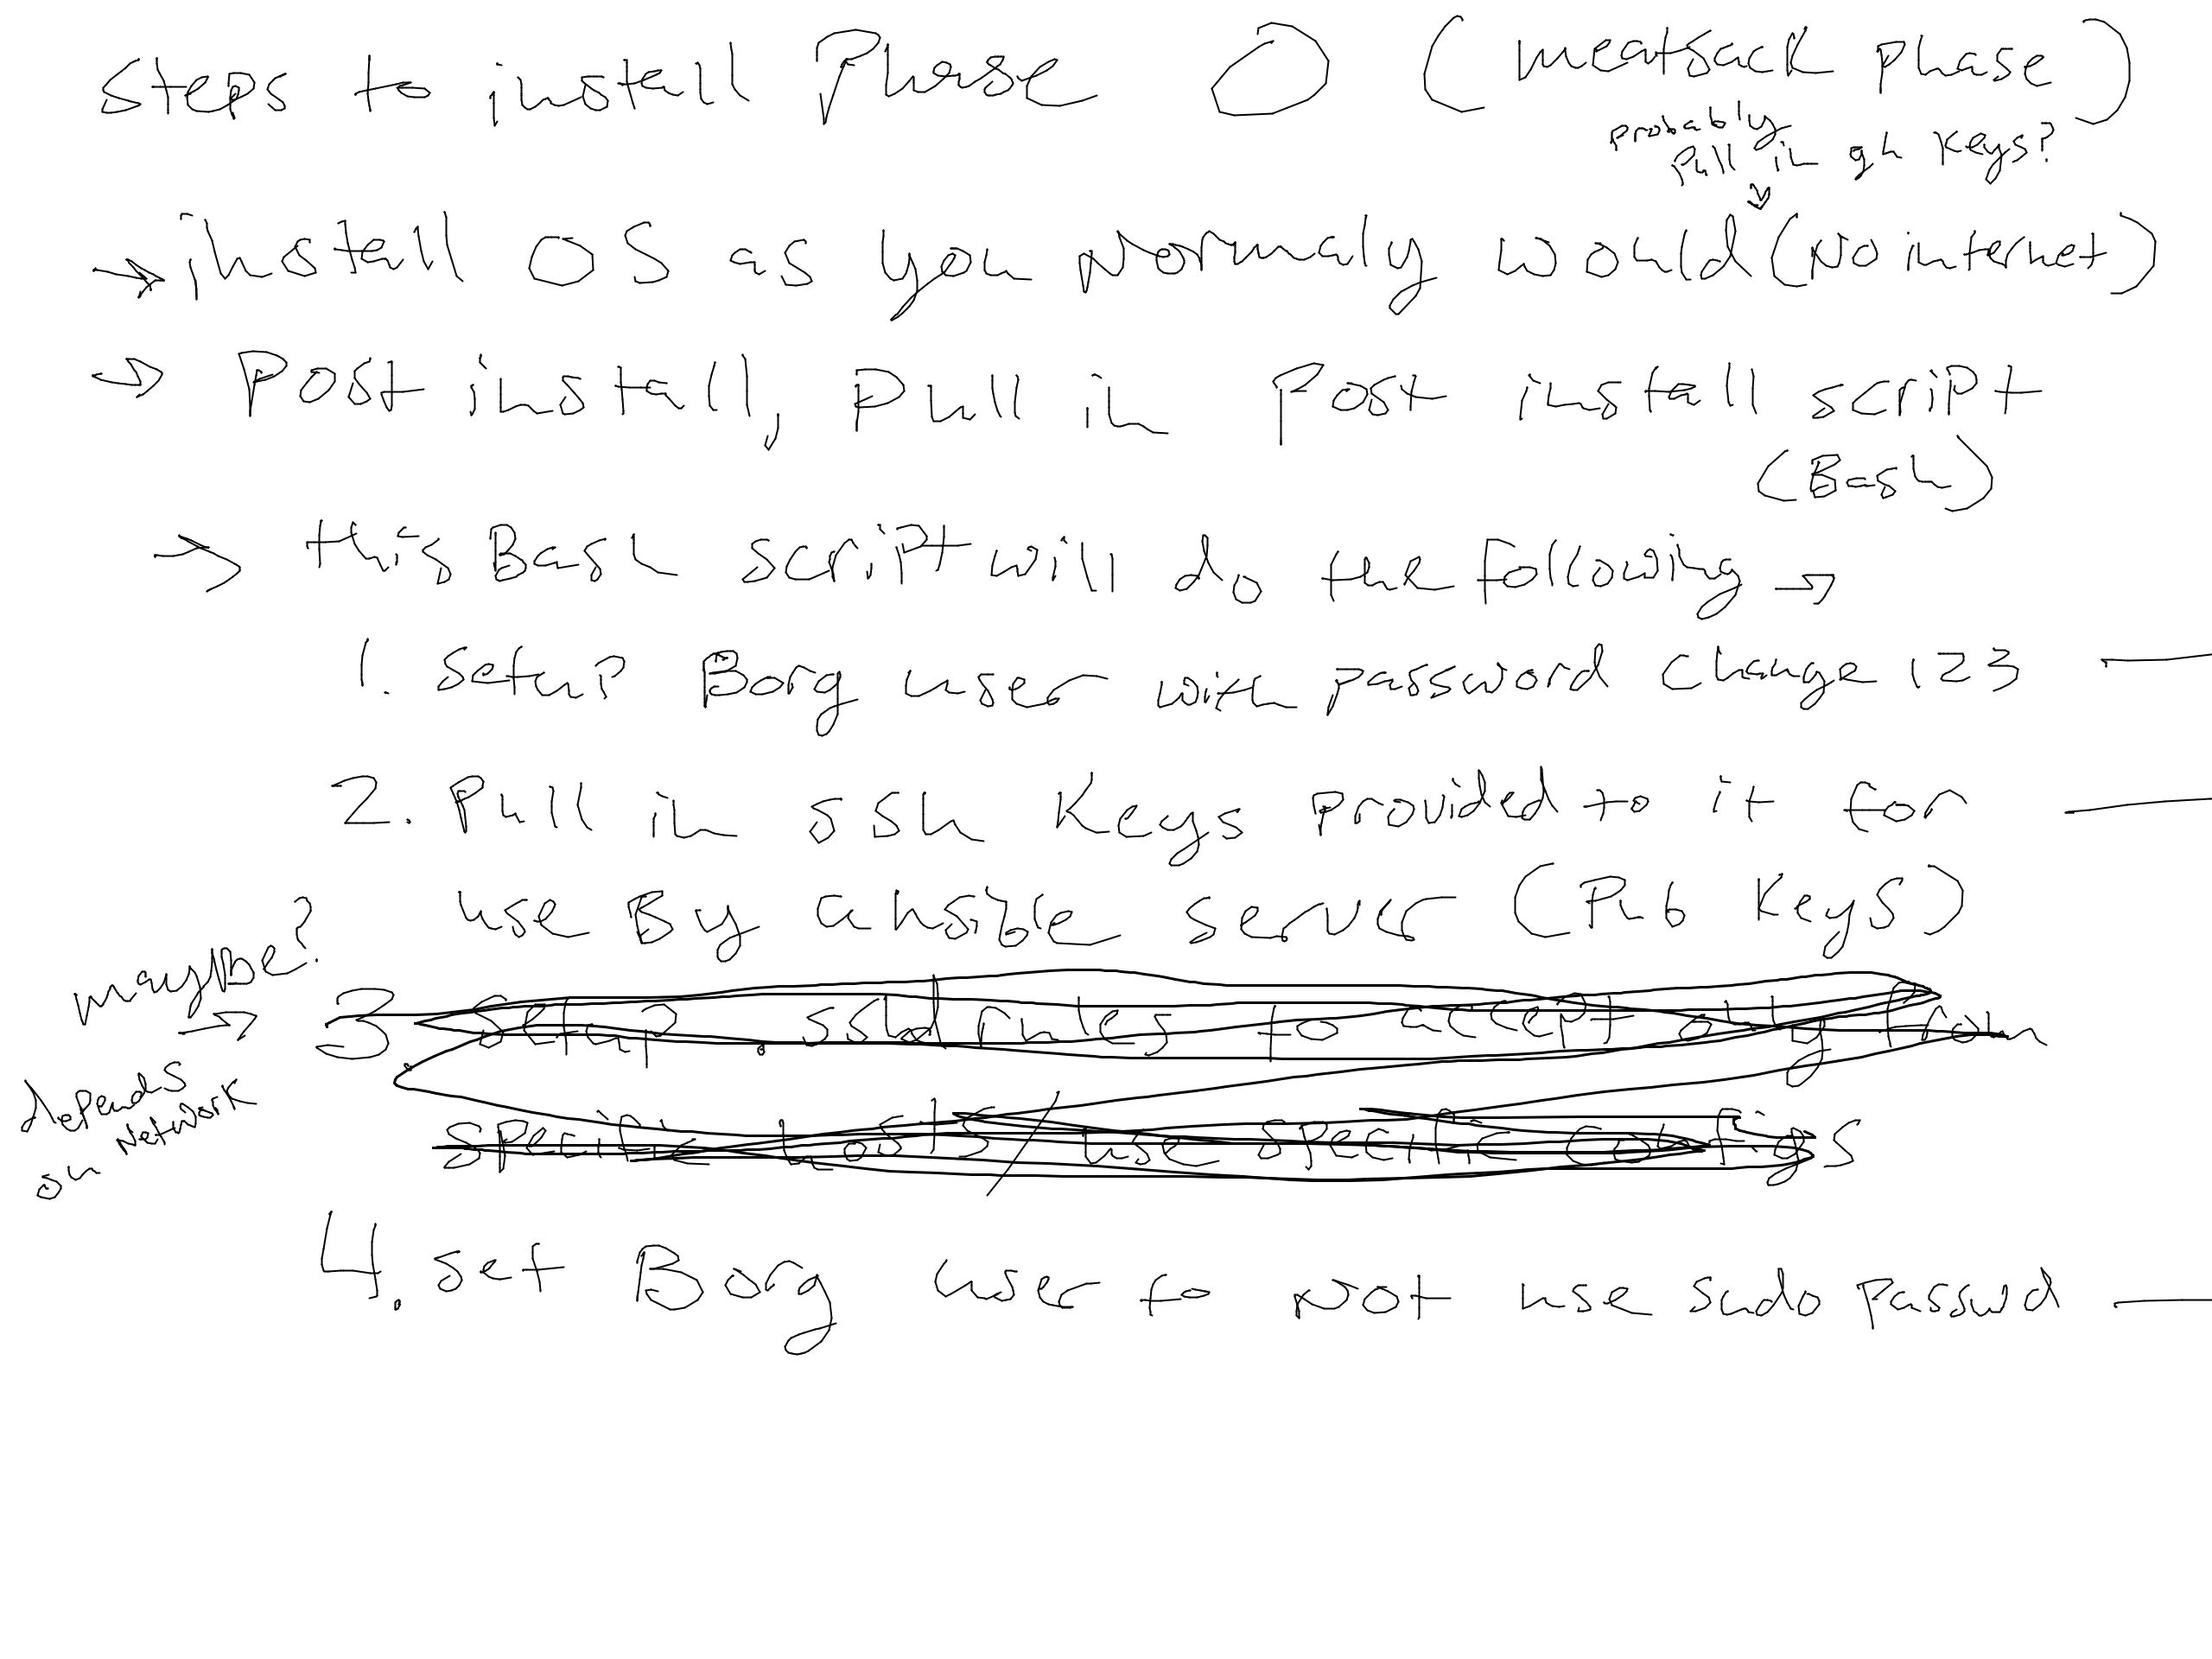 Steps to install Phase 0 (meatsack phase)
probably
Pull in gh keys?
→ install OS as you Normaly would (No internet)
→ Post install, Pull in Post install script
(Bash)
→ this Bash script will do the following →
1. setup Borg user with password change 123 —
2. Pull in ssh Keys provided to it for —
use By ansible server (Pub Keys)
maybe?
→ 3. setup sshd rules to accept only from
depends
on Network
specific hosts / use specific configs
4. set Borg user to Not use sudo passwd —